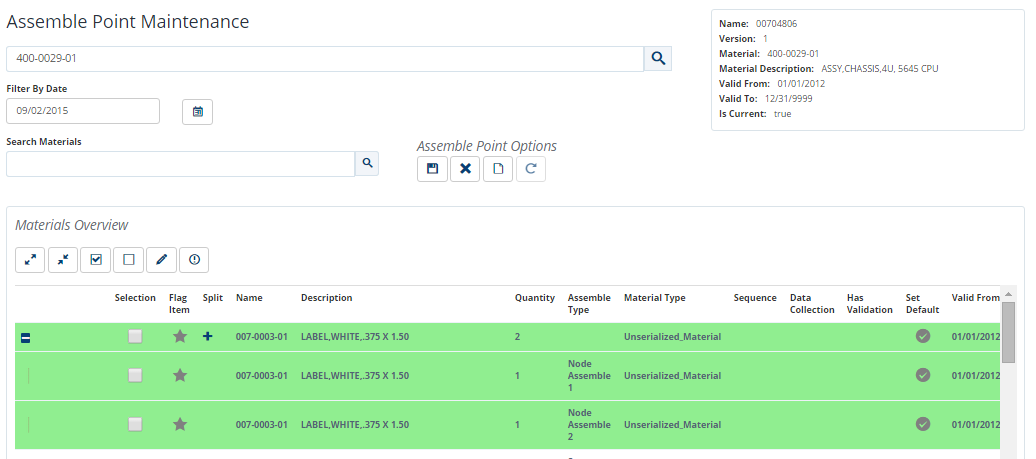 Assemble Point Maintenance
400-0029-01
Filter By Date
09/02/2015
Search Materials
Assemble Point Options
Name: 00704806
Version: 1
Material: 400-0029-01
Material Description: ASSY,CHASSIS,4U, 5645 CPU
Valid From: 01/01/2012
Valid To: 12/31/9999
Is Current: true
Materials Overview
Selection Flag Item Split Name Description Quantity Assemble Type Material Type Sequence Data Collection Has Validation Set Default Valid From
007-0003-01 LABEL,WHITE,.375 X 1.50 2 Unserialized_Material 01/01/2012
007-0003-01 LABEL,WHITE,.375 X 1.50 1 Node Assemble 1 Unserialized_Material 01/01/2012
007-0003-01 LABEL,WHITE,.375 X 1.50 1 Node Assemble 2 Unserialized_Material 01/01/2012